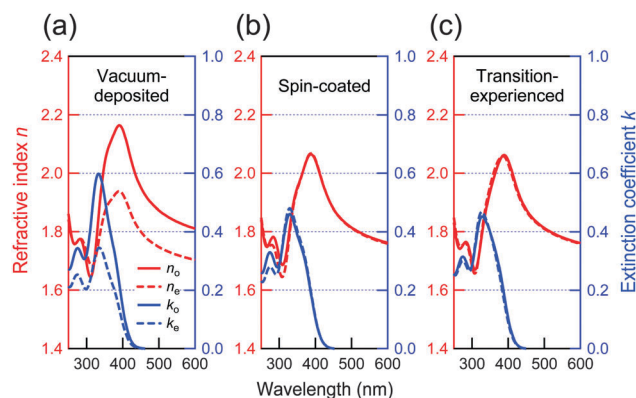 (a) (b) (c)
2.4 1.0 2.4 1.0 2.4 1.0
Vacuum-
deposited
Spin-coated
Transition-
experienced
2.2 0.8 2.2 0.8 2.2 0.8
2.0 0.6 2.0 0.6 2.0 0.6
1.8 0.4 1.8 0.4 1.8 0.4
1.6 0.2 1.6 0.2 1.6 0.2
1.4 0.0 1.4 0.0 1.4 0.0
Refractive index n
Extinction coefficient k
no
ne
ko
ke
300 400 500 600 300 400 500 600 300 400 500 600
Wavelength (nm)